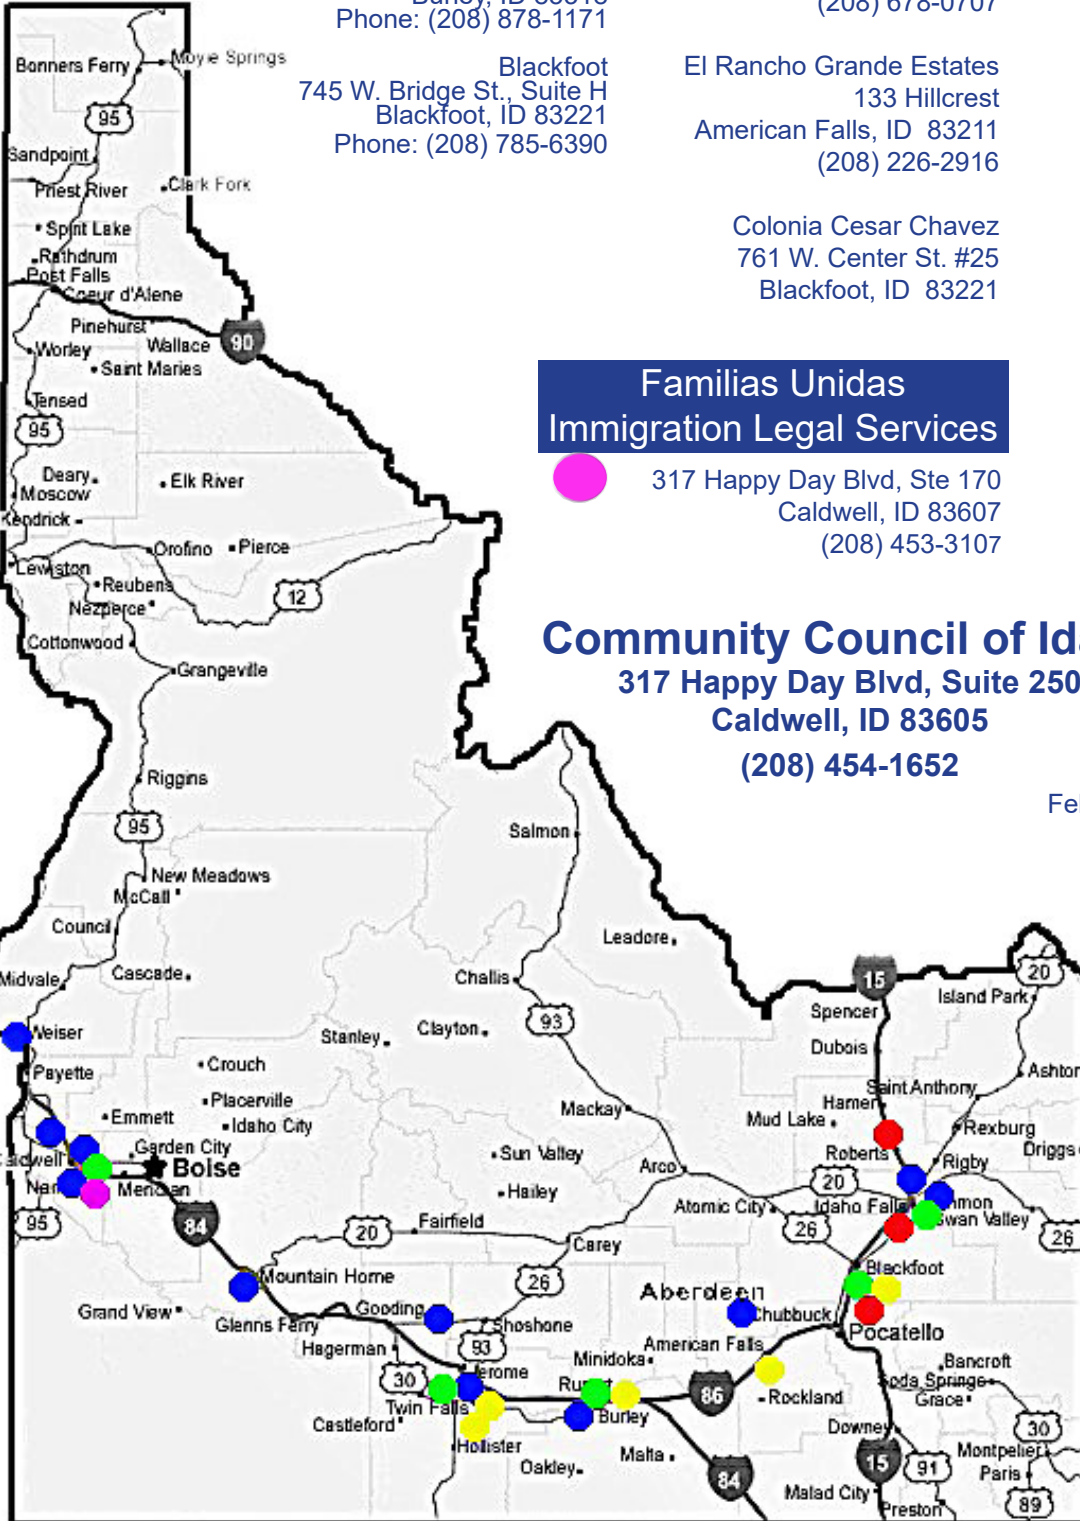 Phone: (208) 878-1171
Blackfoot
745 W. Bridge St., Suite H
Blackfoot, ID 83221
Phone: (208) 785-6390
(208) 678-0707
El Rancho Grande Estates
133 Hillcrest
American Falls, ID 83211
(208) 226-2916
Colonia Cesar Chavez
761 W. Center St. #25
Blackfoot, ID 83221
Familias Unidas
Immigration Legal Services
317 Happy Day Blvd, Ste 170
Caldwell, ID 83607
(208) 453-3107
Community Council of Id
317 Happy Day Blvd, Suite 250
Caldwell, ID 83605
(208) 454-1652
Fe
Bonners Ferry
Moyie Springs
95
Sandpoint
Priest River
Clark Fork
Spirit Lake
Rathdrum
Post Falls
Coeur d'Alene
Pinehurst
90
Worley
Wallace
Saint Maries
Tensed
95
Deary
Elk River
Moscow
Kendrick
Orofino
Pierce
Lewiston
Reubens
12
Nezperce
Cottonwood
Grangeville
Riggins
95
Salmon
New Meadows
McCall
Council
Leadore
Midvale
Cascade
Challis
15
20
Island Park
Spencer
93
Weiser
Stanley
Clayton
Dubois
Crouch
Payette
Ashton
Saint Anthony
Placerville
Hamer
Emmett
Mackay
Mud Lake
Idaho City
Rexburg
Garden City
Sun Valley
Roberts
Driggs
Rigby
Boise
Arco
20
Meridian
Hailey
Atomic City
Idaho Falls
mmon
Swan Valley
95
84
20
Fairfield
26
26
Carey
Blackfoot
Mountain Home
26
Aberdeen
Grand View
Gooding
Chubbuck
Glenns Ferry
Shoshone
Pocatello
Hagerman
93
American Falls
Minidoka
Bancroft
30
Jerome
Soda Springs
86
Rockland
Grace
Twin Falls
Burley
Castleford
Downey
30
Hollister
Malta
Montpelier
15
91
Oakley
84
Paris
Malad City
89
Preston